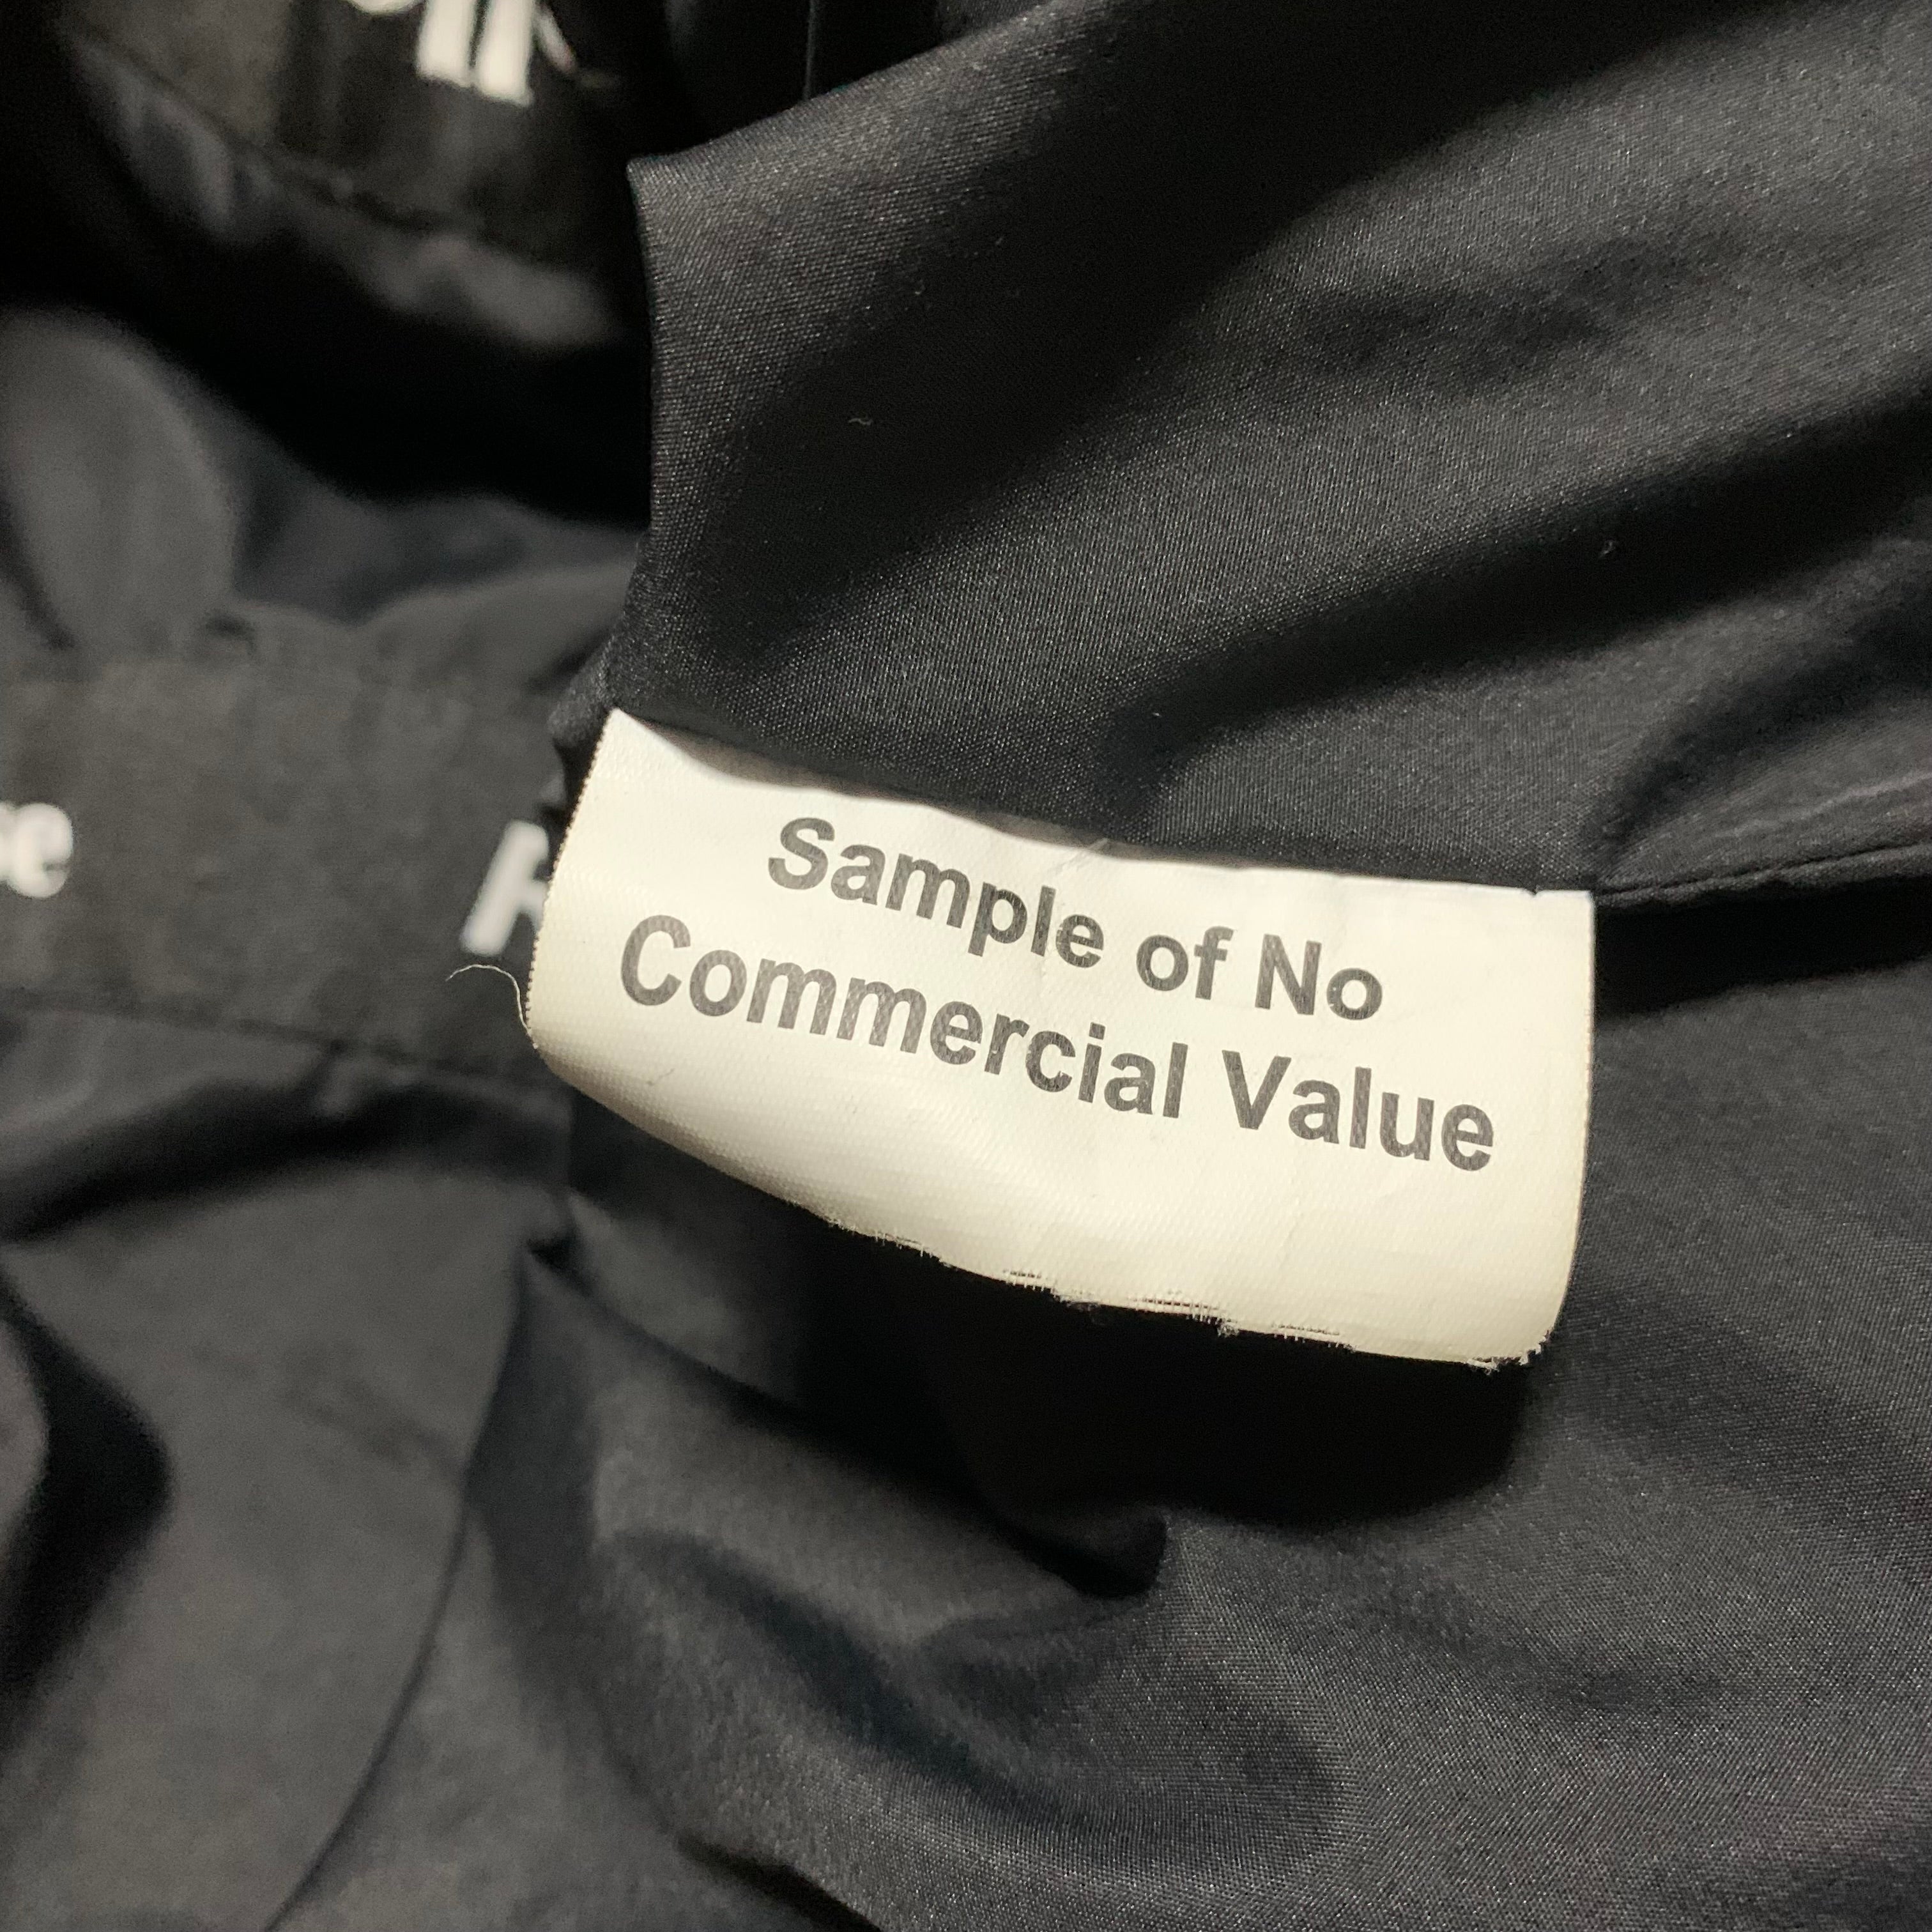 Sample of No
Commercial Value